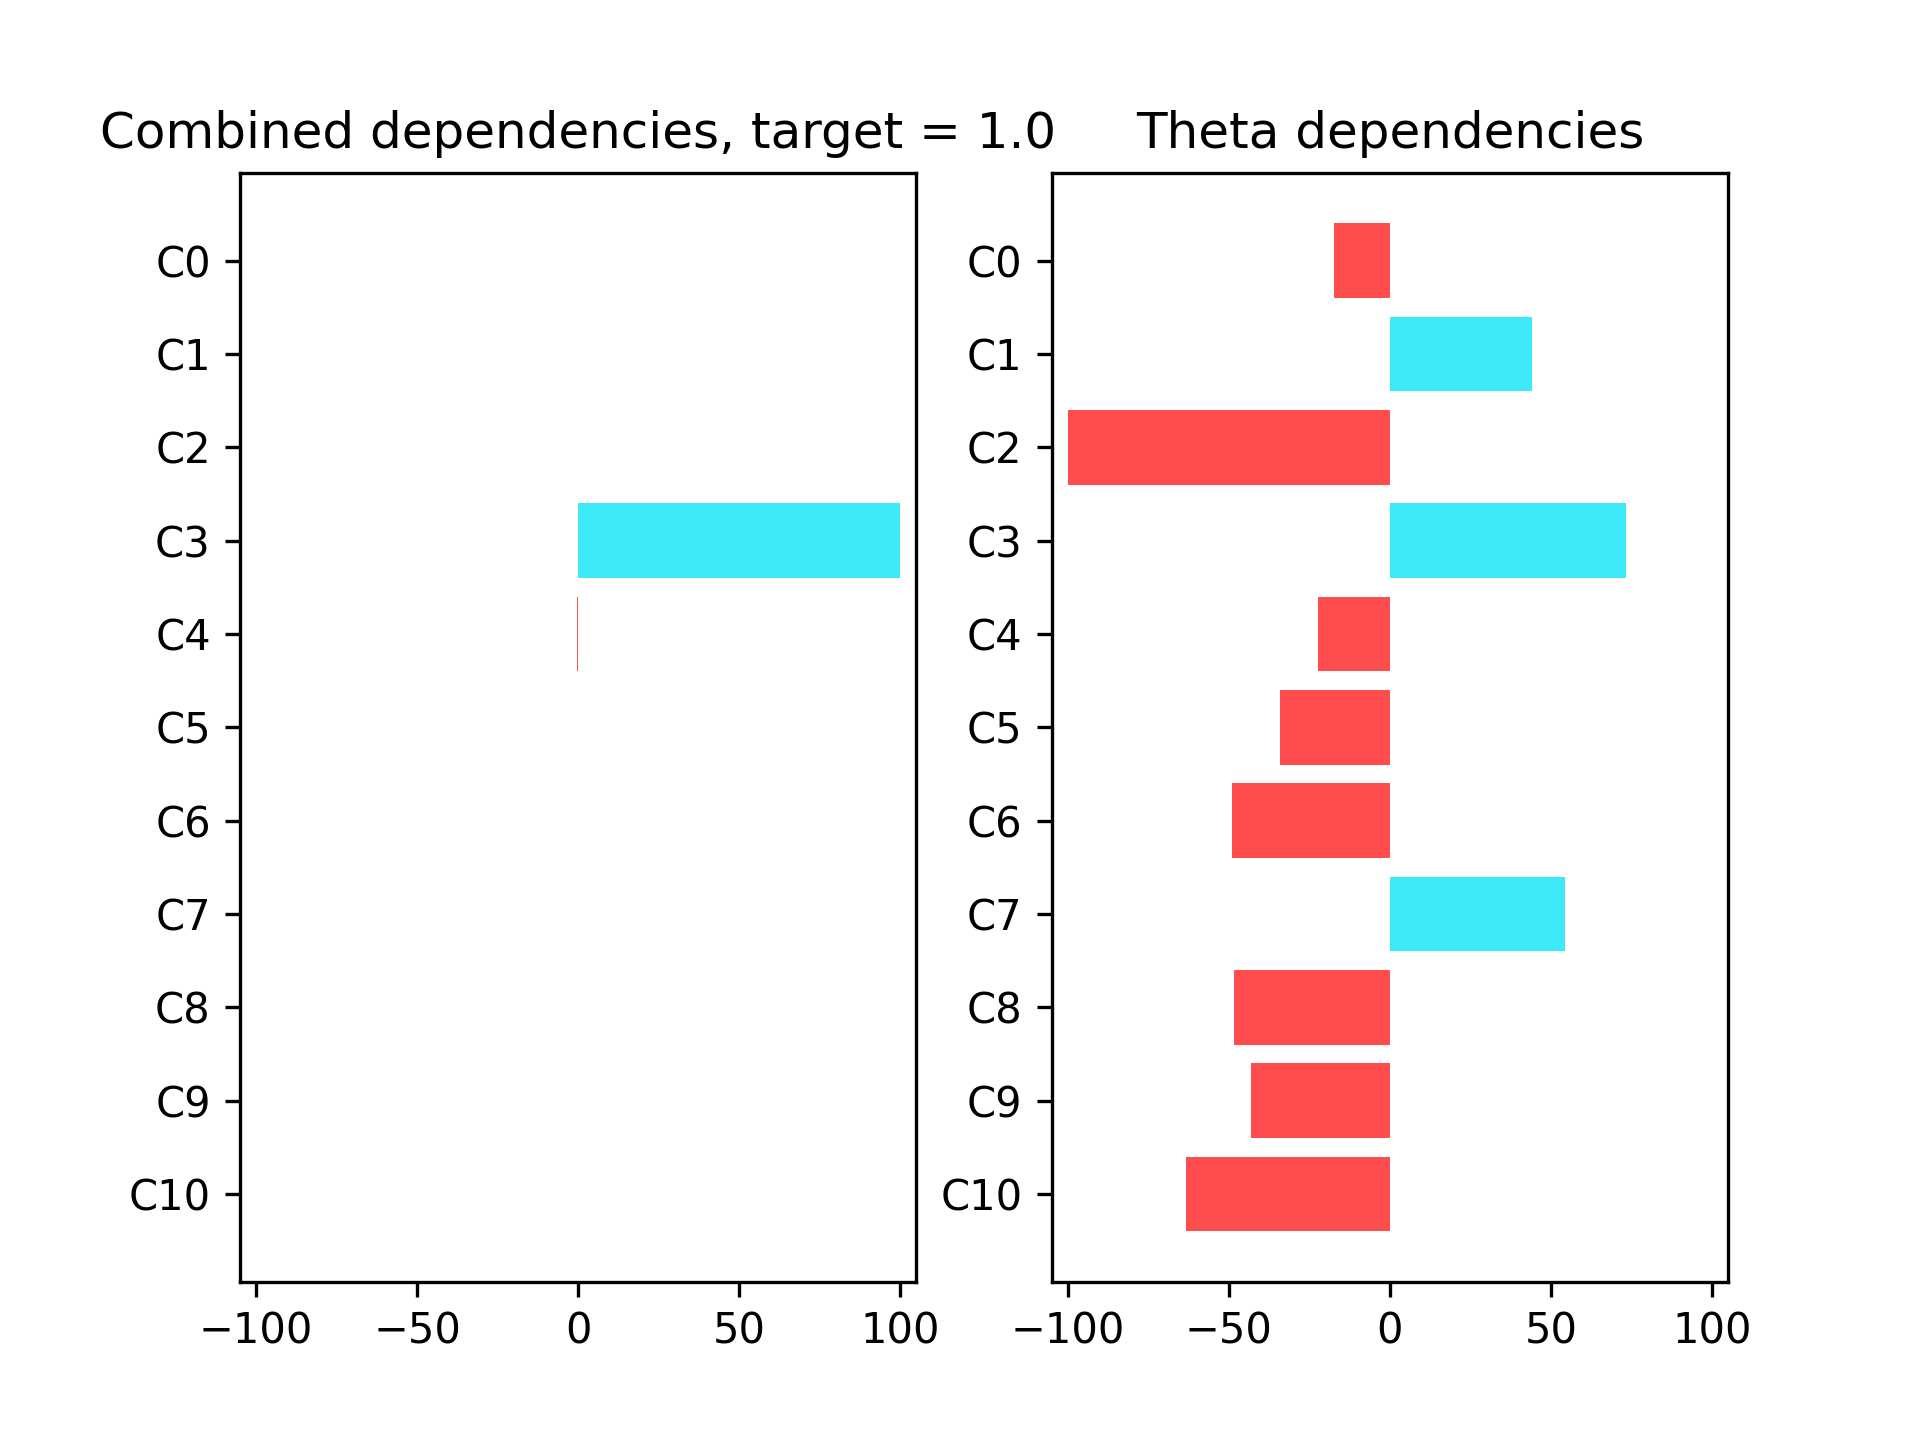 Combined dependencies, target = 1.0
C0
C1
C2
C3
C4
C5
C6
C7
C8
C9
C10
−100
−50
0
50
100
Theta dependencies
C0
C1
C2
C3
C4
C5
C6
C7
C8
C9
C10
−100
−50
0
50
100